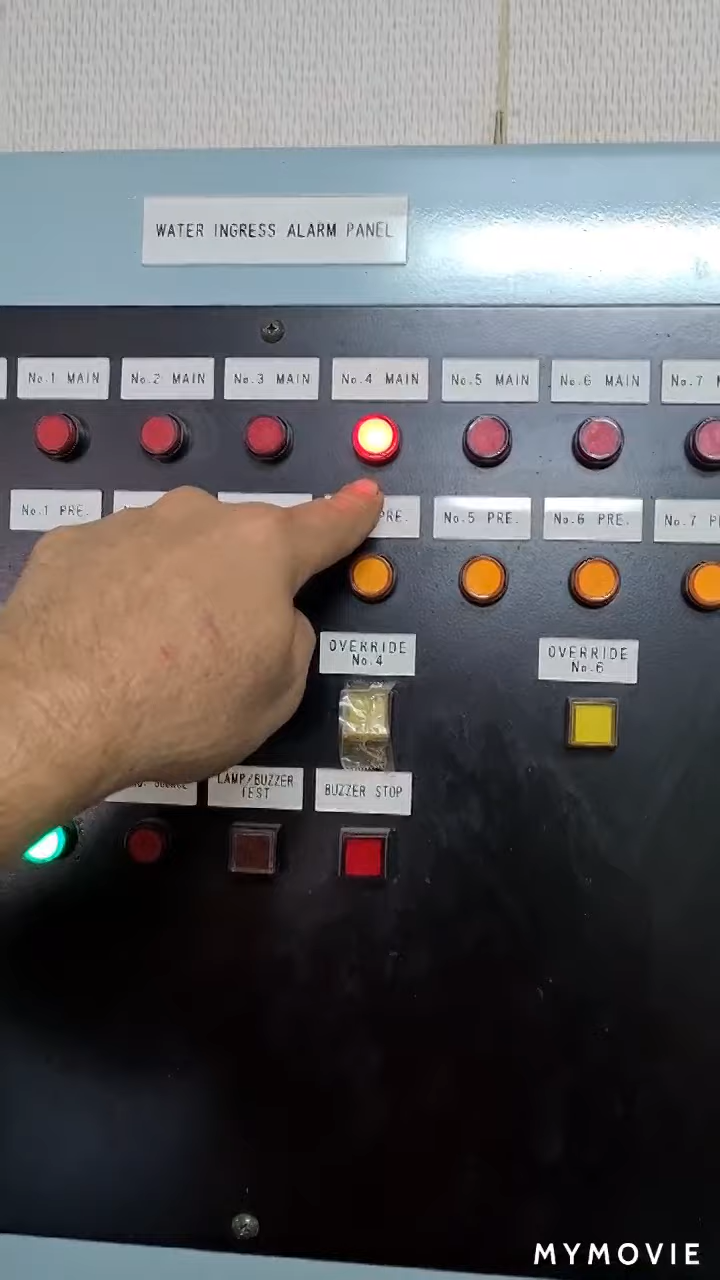 WATER INGRESS ALARM PANEL
No.1 MAIN
No.2 MAIN
No.3 MAIN
No.4 MAIN
No.5 MAIN
No.6 MAIN
No.7 M
No.1 PRE.
PRE.
No.5 PRE.
No.6 PRE.
No.7 P
OVERRIDE
No.4
OVERRIDE
No.6
LAMP/BUZZER
TEST
BUZZER STOP
MYMOVIE